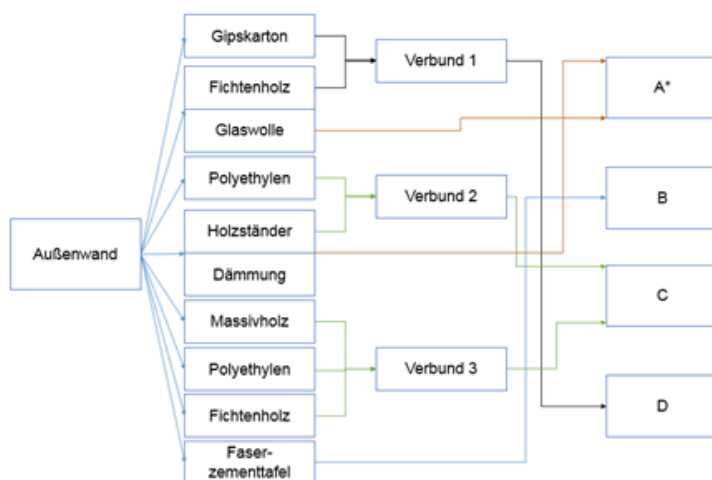 Außenwand
Gipskarton
Fichtenholz
Glaswolle
Polyethylen
Holzständer
Dämmung
Massivholz
Polyethylen
Fichtenholz
Faser-
zementtafel
Verbund 1
Verbund 2
Verbund 3
A*
B
C
D